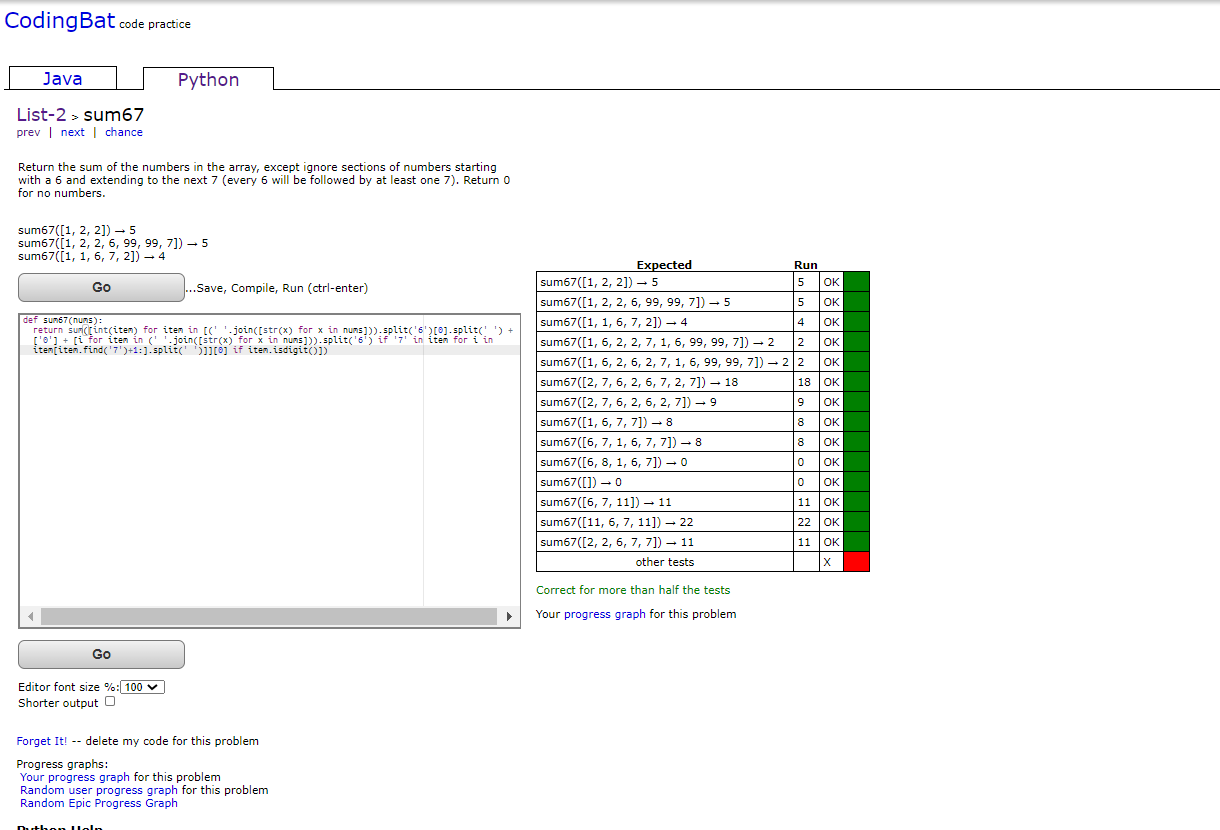 CodingBat code practice
Java
Python
List-2 > sum67
prev | next | chance
Return the sum of the numbers in the array, except ignore sections of numbers starting
with a 6 and extending to the next 7 (every 6 will be followed by at least one 7). Return 0
for no numbers.
sum67([1, 2, 2]) → 5
sum67([1, 2, 2, 6, 99, 99, 7]) → 5
sum67([1, 1, 6, 7, 2]) → 4
Go
...Save, Compile, Run (ctrl-enter)
def sum67(nums):
return sum([int(item) for item in [(' '.join([str(x) for x in nums])).split('6')[0].split(' ') +
['0'] + [i for item in (' '.join([str(x) for x in nums])).split('6') if '7' in item for i in
item[item.find('7')+1:].split(' ')]][0] if item.isdigit()])
Go
Editor font size %: 100
Shorter output
Forget It! -- delete my code for this problem
Progress graphs:
Your progress graph for this problem
Random user progress graph for this problem
Random Epic Progress Graph
Python Help
Expected Run
sum67([1, 2, 2]) → 5 5 OK
sum67([1, 2, 2, 6, 99, 99, 7]) → 5 5 OK
sum67([1, 1, 6, 7, 2]) → 4 4 OK
sum67([1, 6, 2, 2, 7, 1, 6, 99, 99, 7]) → 2 2 OK
sum67([1, 6, 2, 6, 2, 7, 1, 6, 99, 99, 7]) → 2 2 OK
sum67([2, 7, 6, 2, 6, 7, 2, 7]) → 18 18 OK
sum67([2, 7, 6, 2, 6, 2, 7]) → 9 9 OK
sum67([1, 6, 7, 7]) → 8 8 OK
sum67([6, 7, 1, 6, 7, 7]) → 8 8 OK
sum67([6, 8, 1, 6, 7]) → 0 0 OK
sum67([]) → 0 0 OK
sum67([6, 7, 11]) → 11 11 OK
sum67([11, 6, 7, 11]) → 22 22 OK
sum67([2, 2, 6, 7, 7]) → 11 11 OK
other tests X
Correct for more than half the tests
Your progress graph for this problem